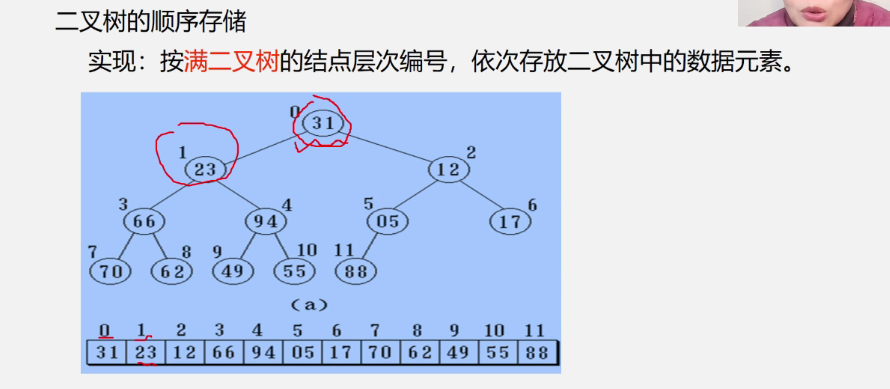 二叉树的顺序存储
实现：按满二叉树的结点层次编号，依次存放二叉树中的数据元素。
0
31
1 2
23 12
3 4 5 6
66 94 05 17
7 8 9 10 11
70 62 49 55 88
(a)
0 1 2 3 4 5 6 7 8 9 10 11
31 23 12 66 94 05 17 70 62 49 55 88